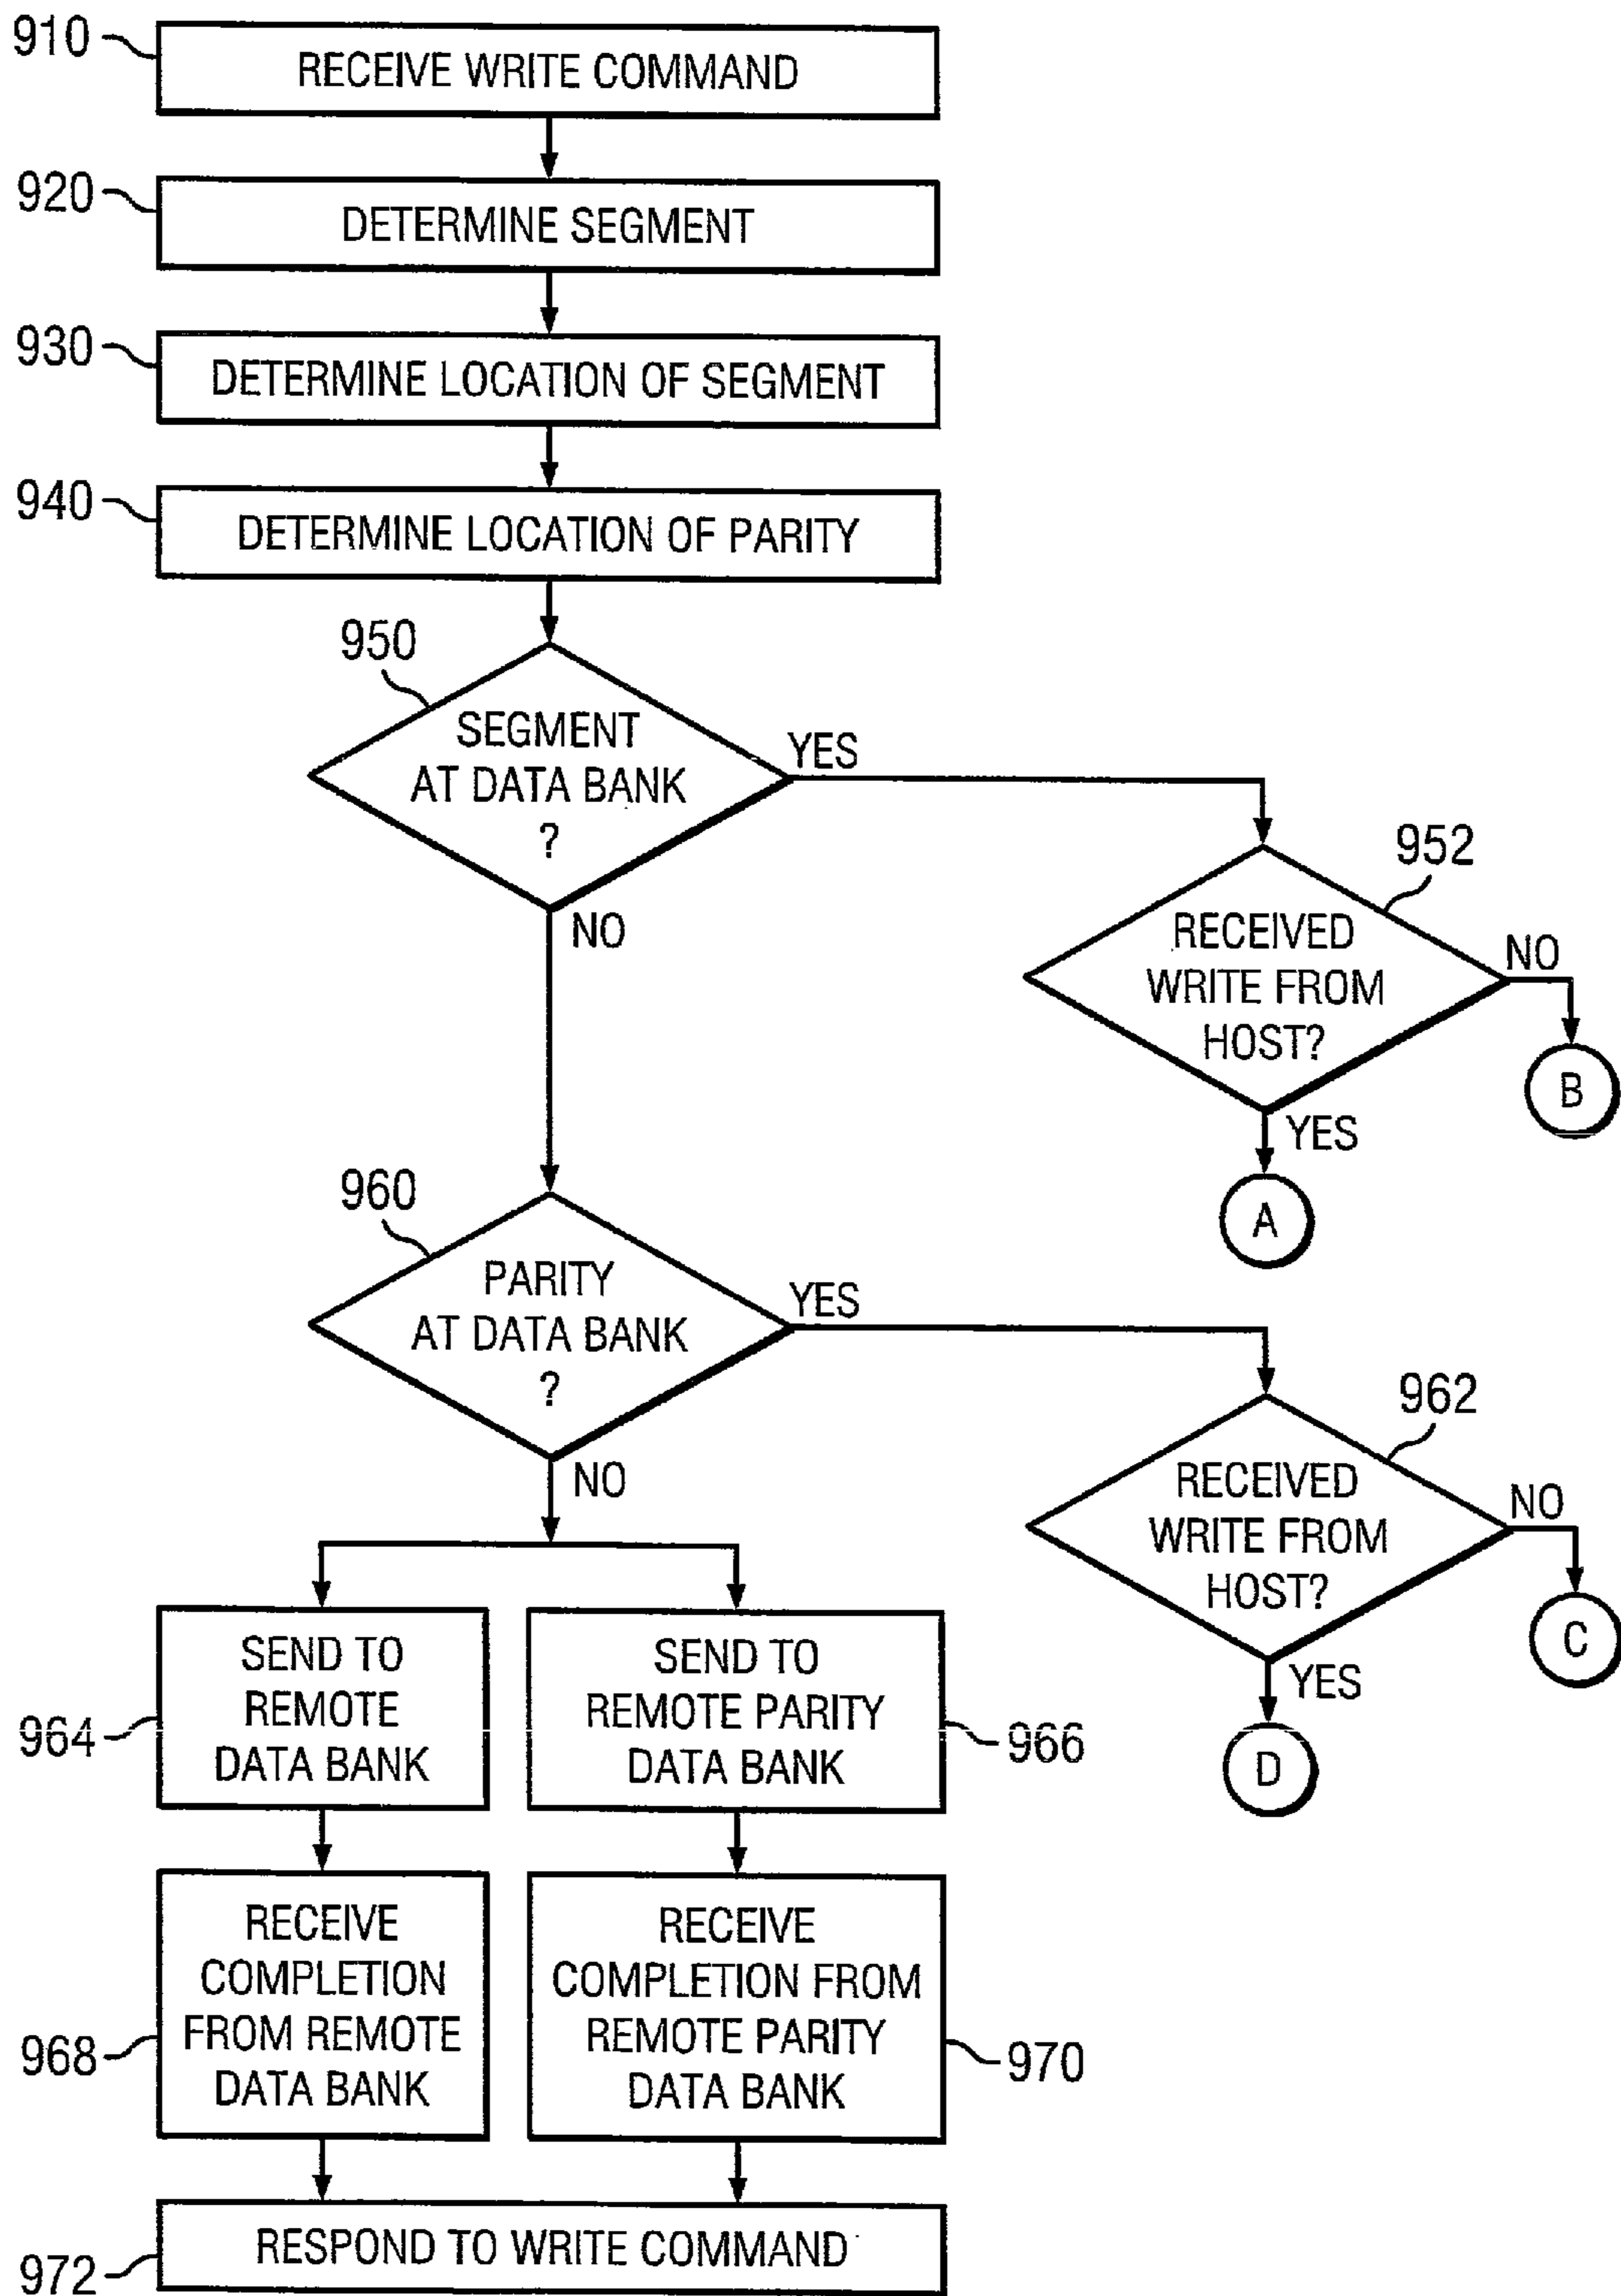 910
RECEIVE WRITE COMMAND
920
DETERMINE SEGMENT
930
DETERMINE LOCATION OF SEGMENT
940
DETERMINE LOCATION OF PARITY
950
SEGMENT
AT DATA BANK
?
YES
NO
952
RECEIVED
WRITE FROM
HOST?
NO
B
YES
A
960
PARITY
AT DATA BANK
?
YES
NO
962
RECEIVED
WRITE FROM
HOST?
NO
C
YES
D
964
SEND TO
REMOTE
DATA BANK
SEND TO
REMOTE PARITY
DATA BANK
966
968
RECEIVE
COMPLETION
FROM REMOTE
DATA BANK
RECEIVE
COMPLETION FROM
REMOTE PARITY
DATA BANK
970
972
RESPOND TO WRITE COMMAND